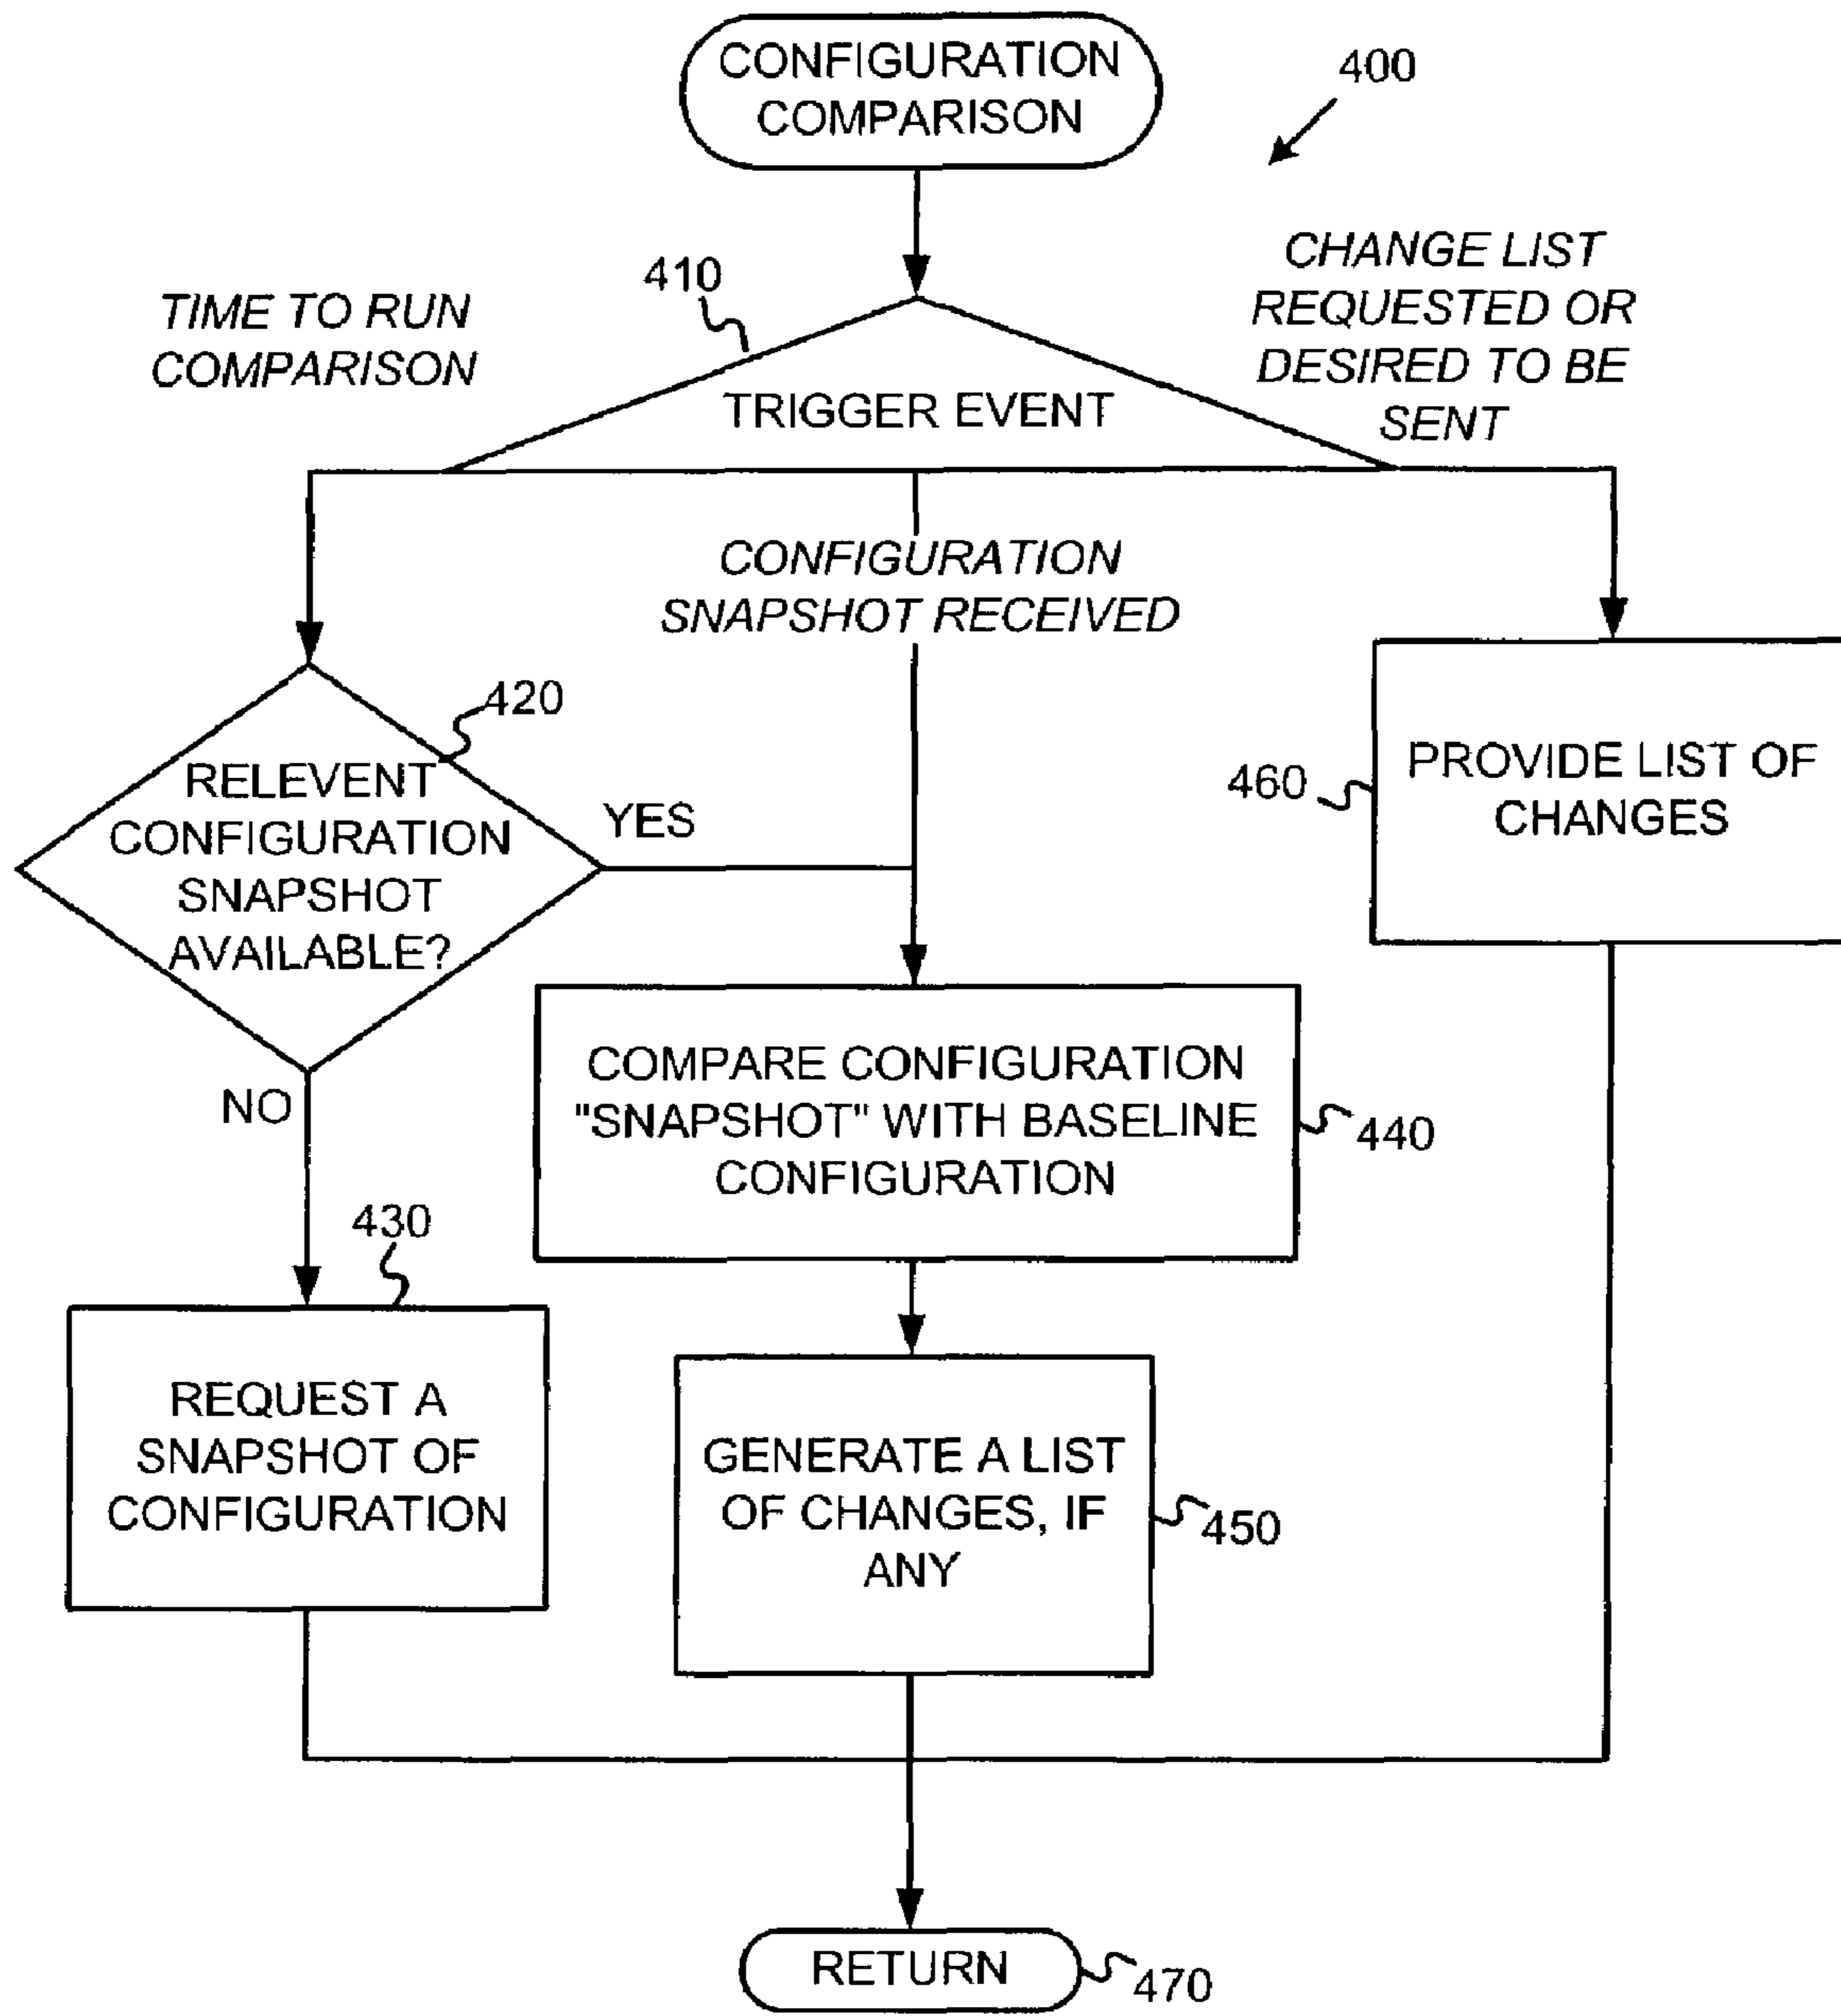 CONFIGURATION
COMPARISON
400
410
TIME TO RUN
COMPARISON
CHANGE LIST
REQUESTED OR
DESIRED TO BE
SENT
TRIGGER EVENT
CONFIGURATION
SNAPSHOT RECEIVED
420
RELEVENT
CONFIGURATION
SNAPSHOT
AVAILABLE?
YES
NO
460
PROVIDE LIST OF
CHANGES
COMPARE CONFIGURATION
"SNAPSHOT" WITH BASELINE
CONFIGURATION
440
430
REQUEST A
SNAPSHOT OF
CONFIGURATION
GENERATE A LIST
OF CHANGES, IF
ANY
450
RETURN
470